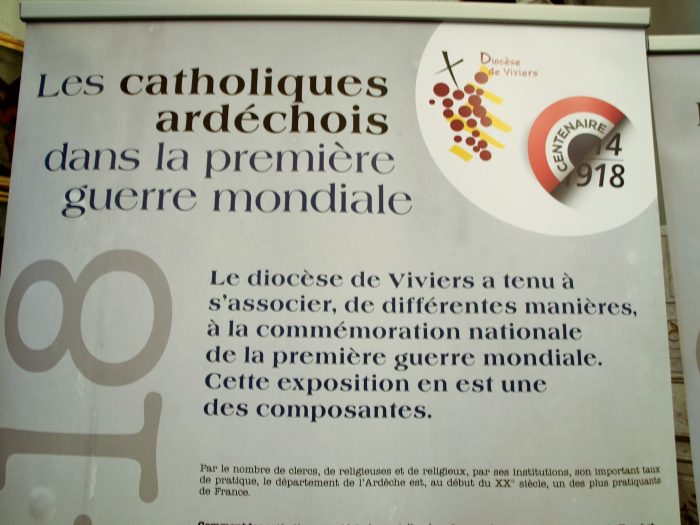 Les catholiques
ardéchois
dans la première
guerre mondiale
Diocèse
de Viviers
CENTENAIRE
14
1918
18
Le diocèse de Viviers a tenu à
s'associer, de différentes manières,
à la commémoration nationale
de la première guerre mondiale.
Cette exposition en est une
des composantes.
Par le nombre de clercs, de religieuses et de religieux, par ses institutions, son important taux
de pratique, le département de l'Ardèche est, au début du XXe siècle, un des plus pratiquants
de France.